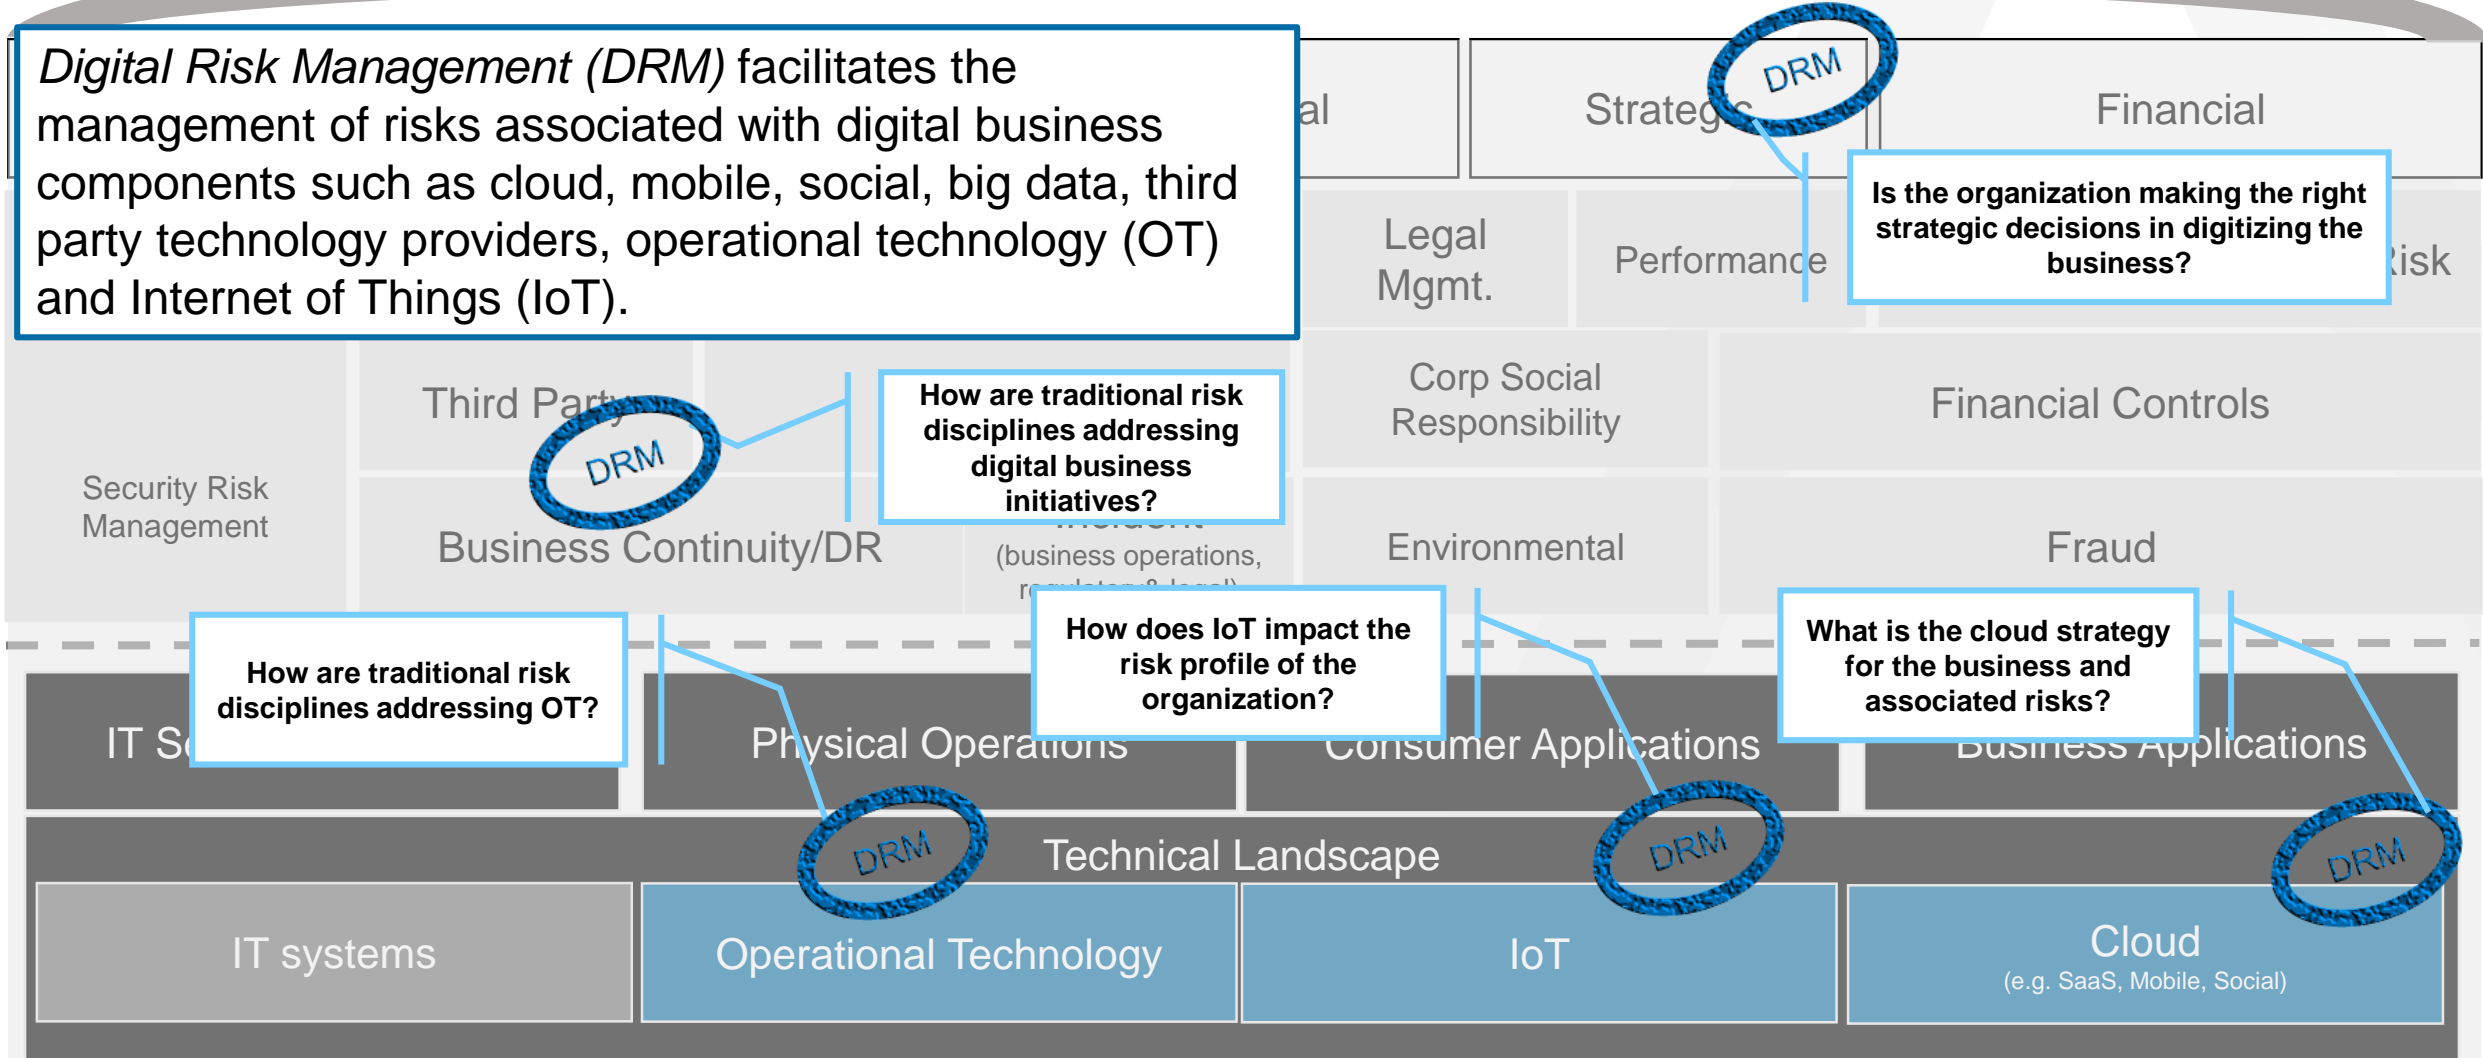 Digital Risk Management (DRM) facilitates the
management of risks associated with digital business
components such as cloud, mobile, social, big data, third
party technology providers, operational technology (OT)
and Internet of Things (IoT).
Strategic
DRM
Financial
Is the organization making the right
strategic decisions in digitizing the
business?
Legal
Mgmt.
Performance
Third Party
DRM
How are traditional risk
disciplines addressing
digital business
initiatives?
Corp Social
Responsibility
Financial Controls
Security Risk
Management
Business Continuity/DR
(business operations,
Environmental
Fraud
How are traditional risk
disciplines addressing OT?
How does IoT impact the
risk profile of the
organization?
What is the cloud strategy
for the business and
associated risks?
IT
Physical Operations
Consumer Applications
Business Applications
DRM
Technical Landscape
DRM
DRM
IT systems
Operational Technology
IoT
Cloud
(e.g. SaaS, Mobile, Social)